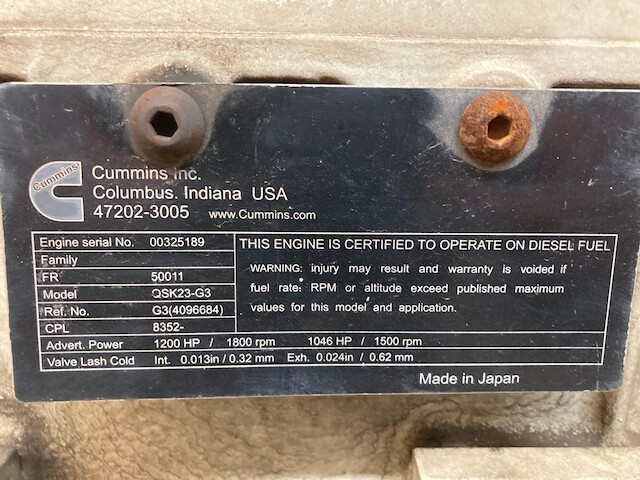 Cummins
Cummins Inc.
Columbus. Indiana USA
47202-3005 www.Cummins.com
Engine serial No. 00325189
Family
FR 50011
Model QSK23-G3
Ref. No. G3(4096684)
CPL 8352-
THIS ENGINE IS CERTIFIED TO OPERATE ON DIESEL FUEL
WARNING: injury may result and warranty is voided if
fuel rate. RPM or altitude exceed published maximum
values for this model and application.
Advert. Power 1200 HP / 1800 rpm 1046 HP / 1500 rpm
Valve Lash Cold Int. 0.013in / 0.32 mm Exh. 0.024in / 0.62 mm
Made in Japan